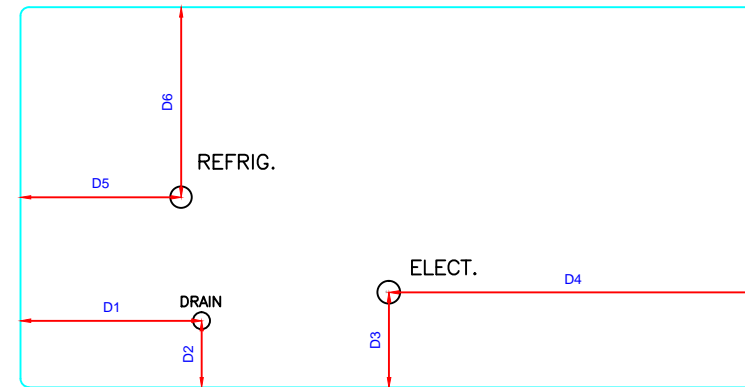 D6
REFRIG.
D5
ELECT.
D4
DRAIN
D1
D2
D3